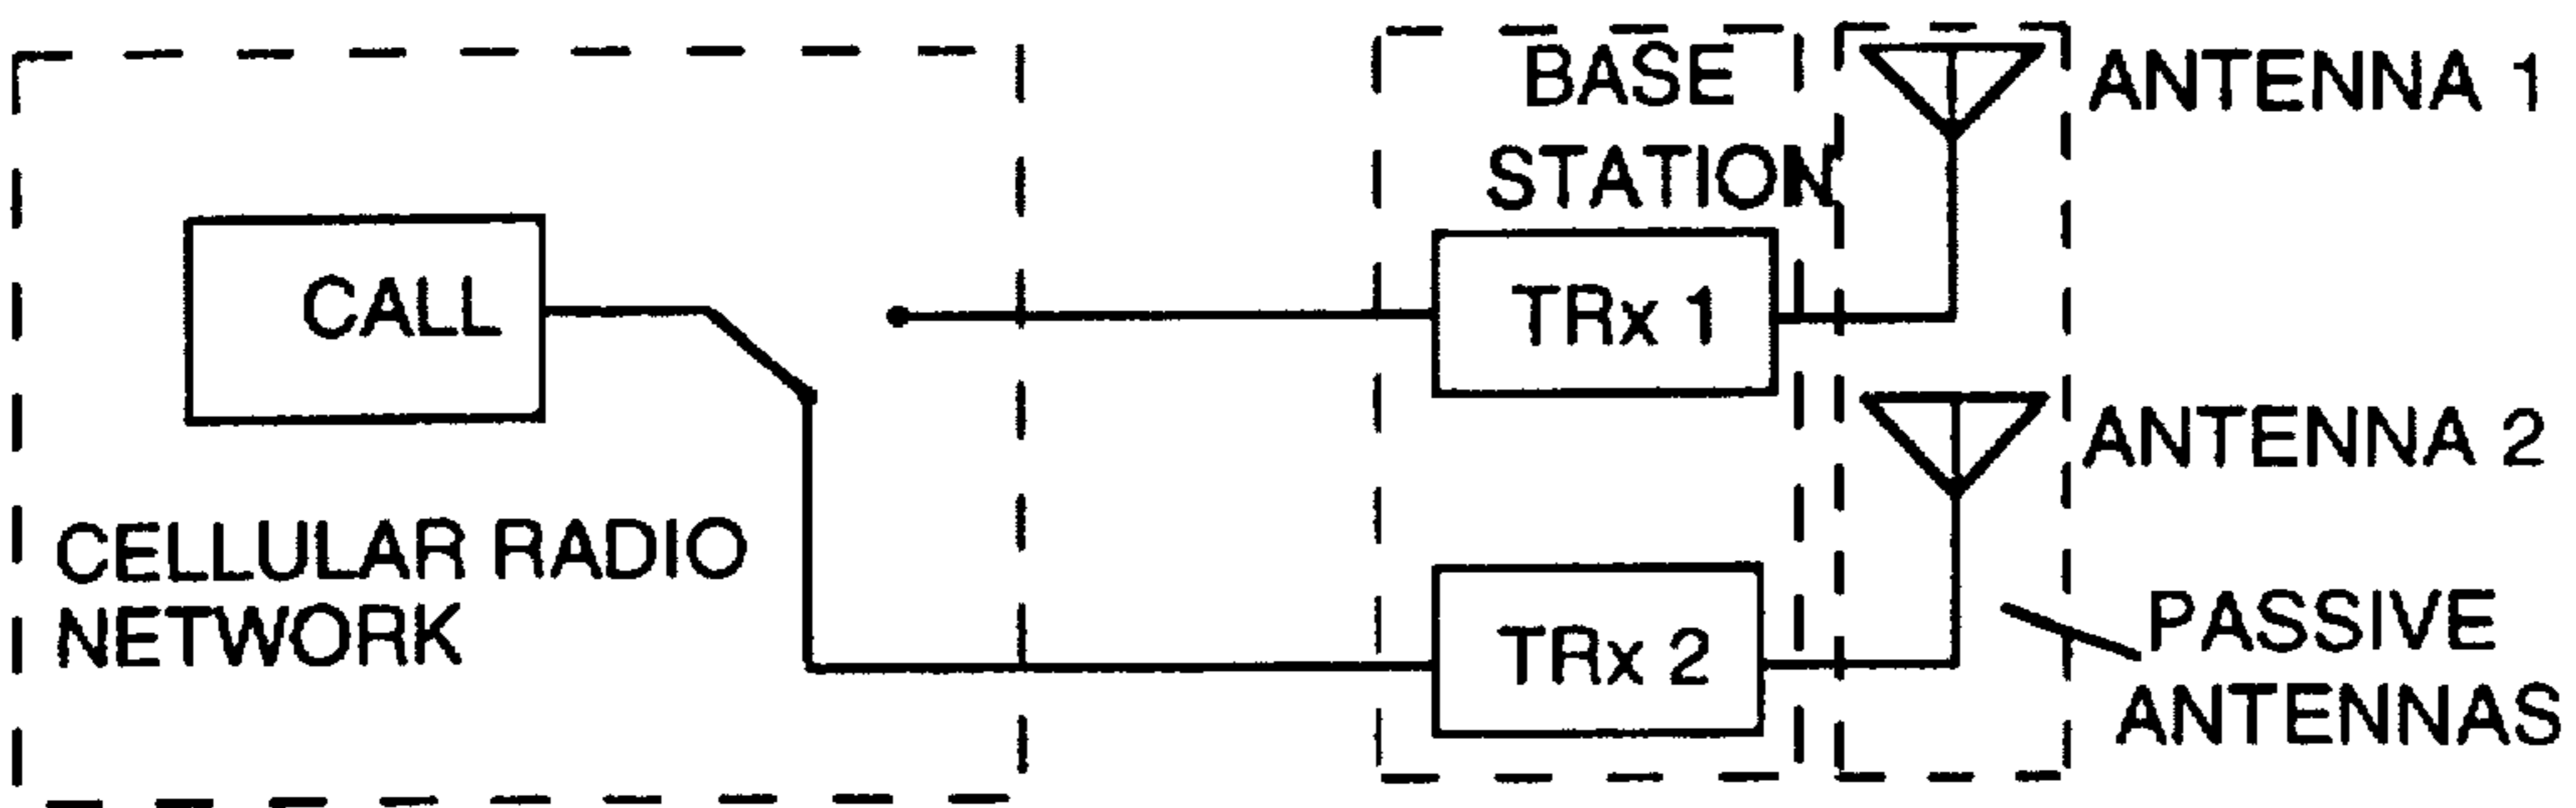 CALL
CELLULAR RADIO
NETWORK
BASE
STATION
TRx 1
TRx 2
ANTENNA 1
ANTENNA 2
PASSIVE
ANTENNAS